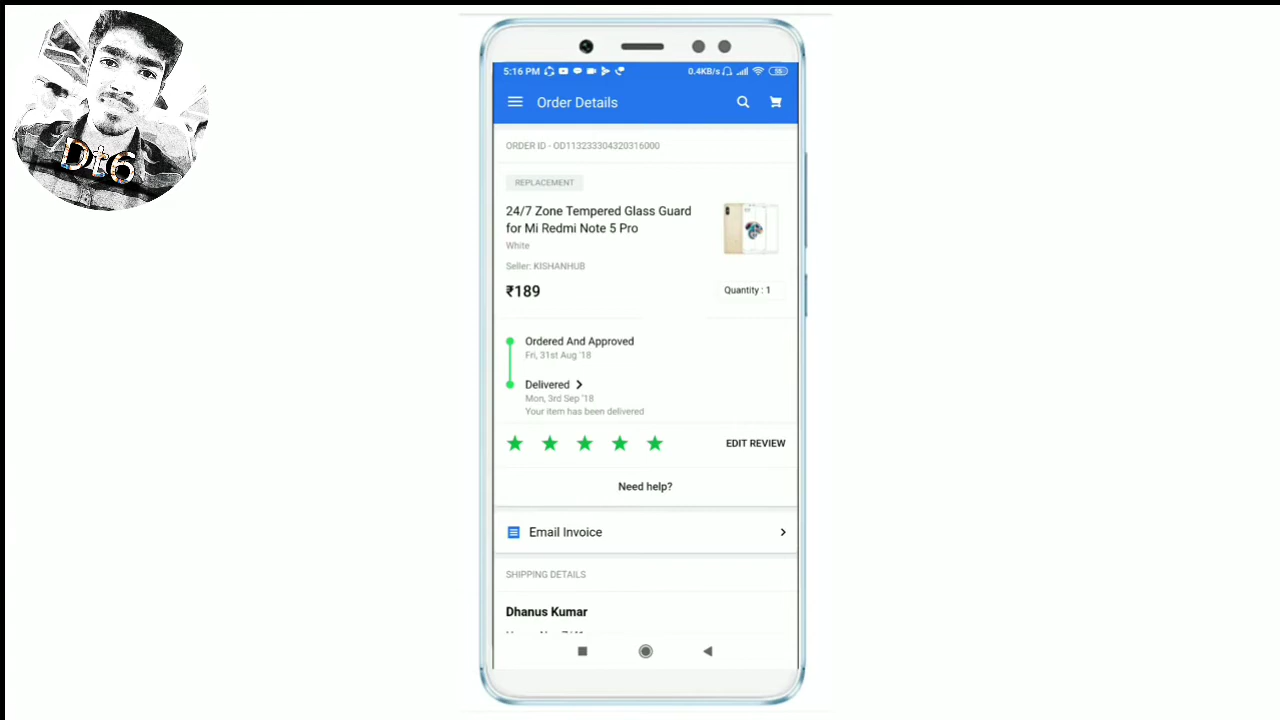 Dt6
5:16 PM
0.4KB/s
55
Order Details
ORDER ID - OD113233304320316000
REPLACEMENT
24/7 Zone Tempered Glass Guard
for Mi Redmi Note 5 Pro
White
Seller: KISHANHUB
₹189
Quantity : 1
Ordered And Approved
Fri, 31st Aug '18
Delivered
Mon, 3rd Sep '18
Your item has been delivered
EDIT REVIEW
Need help?
Email Invoice
SHIPPING DETAILS
Dhanus Kumar